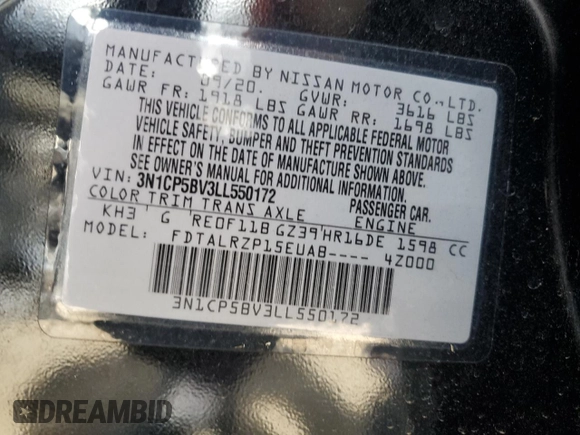 MANUFACTURED BY NISSAN MOTOR CO., LTD.
DATE: 09/20. GVWR: 3616 LBS
GAWR FR: 1918 LBS GAWR RR: 1698 LBS
THIS VEHICLE CONFORMS TO ALL APPLICABLE FEDERAL MOTOR
VEHICLE SAFETY, BUMPER AND THEFT PREVENTION STANDARDS
IN EFFECT ON THE DATE OF MANUFACTURE SHOWN ABOVE.
SEE OWNER'S MANUAL FOR ADDITIONAL INFORMATION.
VIN: 3N1CP5BV3LL550172 PASSENGER CAR.
COLOR TRIM TRANS AXLE ENGINE
KH3 G RE0F11B GZ39 HR16DE 1598 CC
MODEL: FDTALRZP15EUAB---- 4Z000
3N1CP5BV3LL550172
DREAMBID